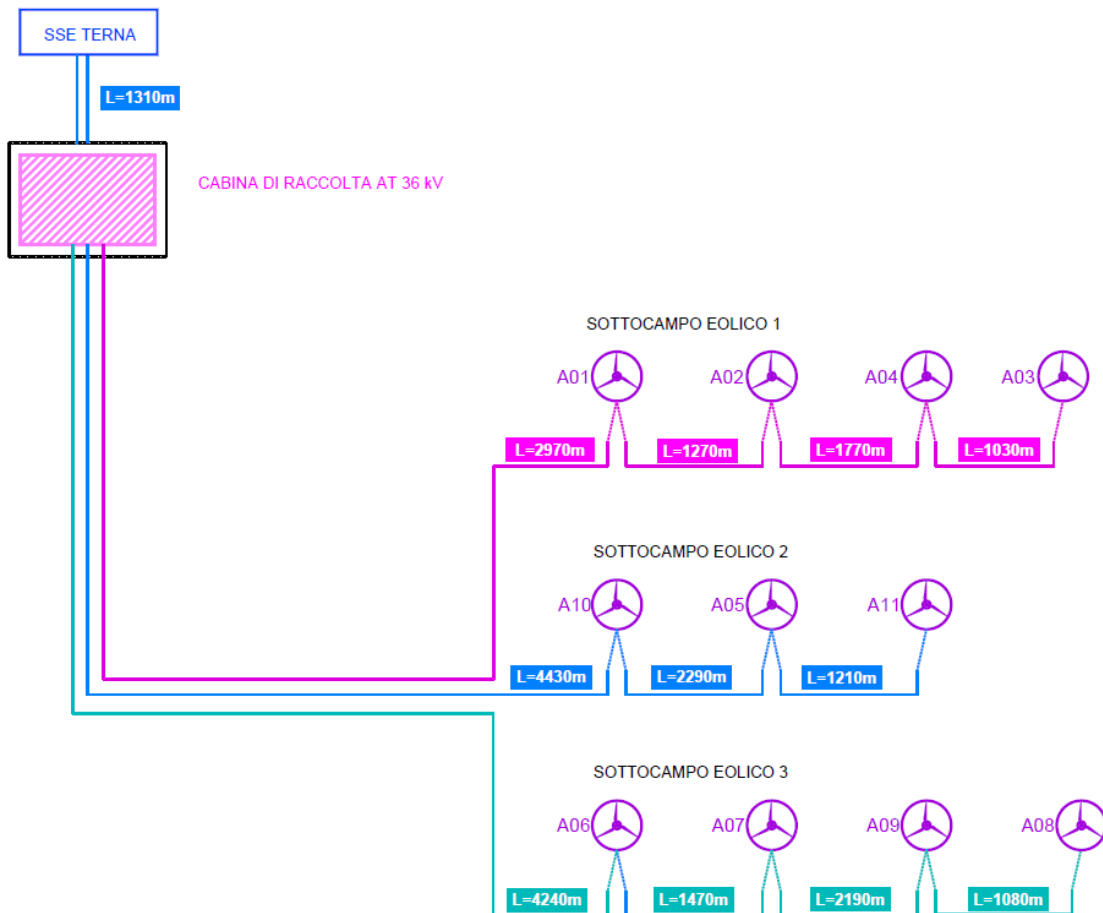 SSE TERNA
L=1310m
CABINA DI RACCOLTA AT 36 kV
SOTTOCAMPO EOLICO 1
A01 A02 A04 A03
L=2970m L=1270m L=1770m L=1030m
SOTTOCAMPO EOLICO 2
A10 A05 A11
L=4430m L=2290m L=1210m
SOTTOCAMPO EOLICO 3
A06 A07 A09 A08
L=4240m L=1470m L=2190m L=1080m